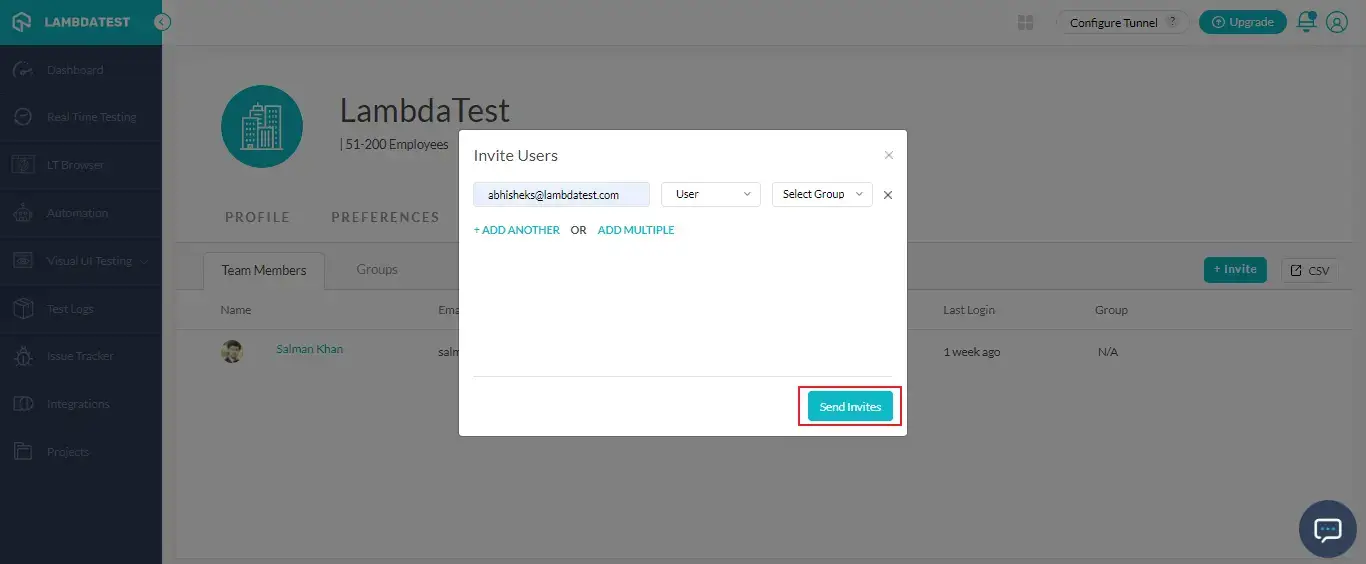 LAMBDATEST
Configure Tunnel ?
Upgrade
Dashboard
Real Time Testing
LT Browser
Automation
Visual UI Testing
Test Logs
Issue Tracker
Integrations
Projects
LambdaTest
| 51-200 Employees
PROFILE
PREFERENCES
Team Members
Groups
+ Invite
CSV
Name
Ema
Last Login
Group
Salman Khan
salm
1 week ago
N/A
Invite Users
abhisheks@lambdatest.com
User
Select Group
+ ADD ANOTHER OR ADD MULTIPLE
Send Invites